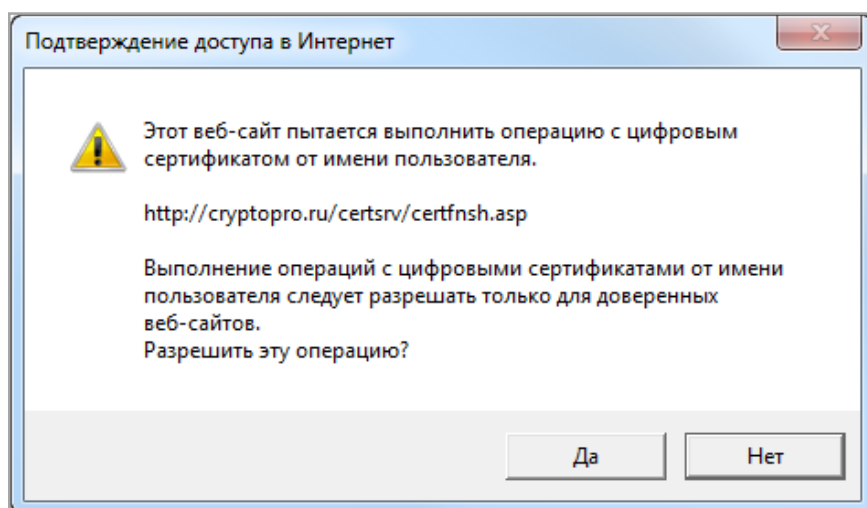 Подтверждение доступа в Интернет
Этот веб-сайт пытается выполнить операцию с цифровым
сертификатом от имени пользователя.
http://cryptopro.ru/certsrv/certfnsh.asp
Выполнение операций с цифровыми сертификатами от имени
пользователя следует разрешать только для доверенных
веб-сайтов.
Разрешить эту операцию?
Да
Нет